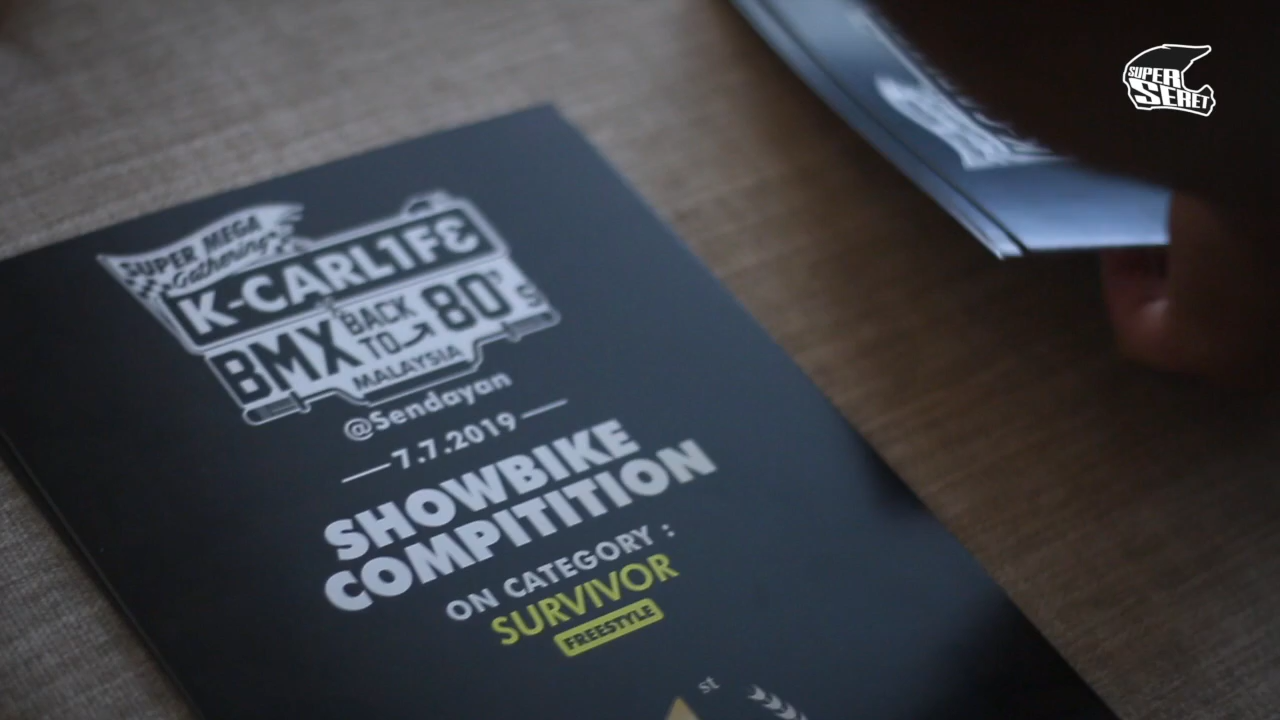 SUPER MEGA
Gathering
K-CARL1FE
BMX BACK TO 80'S
MALAYSIA
@Sendayan
7.7.2019
SHOWBIKE
COMPITITION
ON CATEGORY :
SURVIVOR
FREESTYLE
st
SUPER
SERET